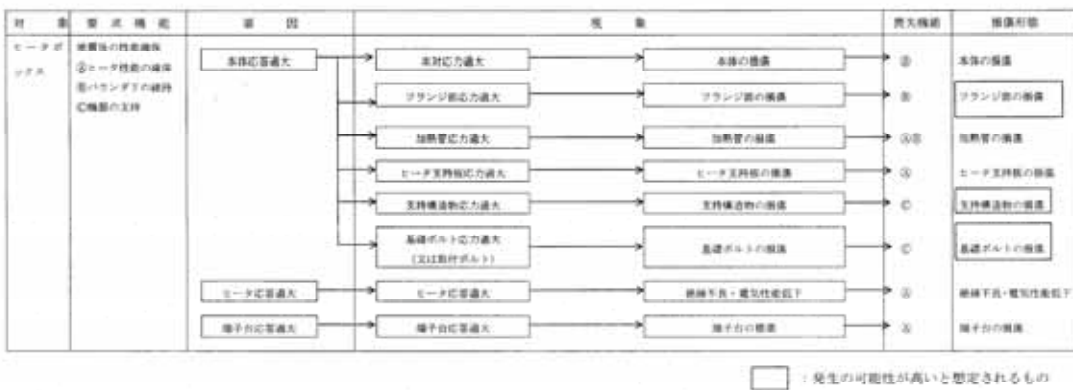 対 象 要 求 機 能 要 因 現 象 喪失機能 損傷形態
ヒータボックス
地震後の性能確保
Ⓐヒータ性能の確保
Ⓑバウンダリの維持
Ⓒ機器の支持
本体応答過大 本体応力過大 本体の損傷 Ⓑ 本体の損傷
フランジ部応力過大 フランジ部の損傷 Ⓑ フランジ部の損傷
加熱管応力過大 加熱管の損傷 ⒶⒷ 加熱管の損傷
ヒータ支持板応力過大 ヒータ支持板の損傷 Ⓐ ヒータ支持板の損傷
支持構造物応力過大 支持構造物の損傷 Ⓒ 支持構造物の損傷
基礎ボルト応力過大
(又は取付ボルト)
基礎ボルトの損傷 Ⓒ 基礎ボルトの損傷
ヒータ応答過大 ヒータ応答過大 絶縁不良・電気性能低下 Ⓐ 絶縁不良・電気性能低下
端子台応答過大 端子台応答過大 端子台の損傷 Ⓐ 端子台の損傷
:発生の可能性が高いと想定されるもの